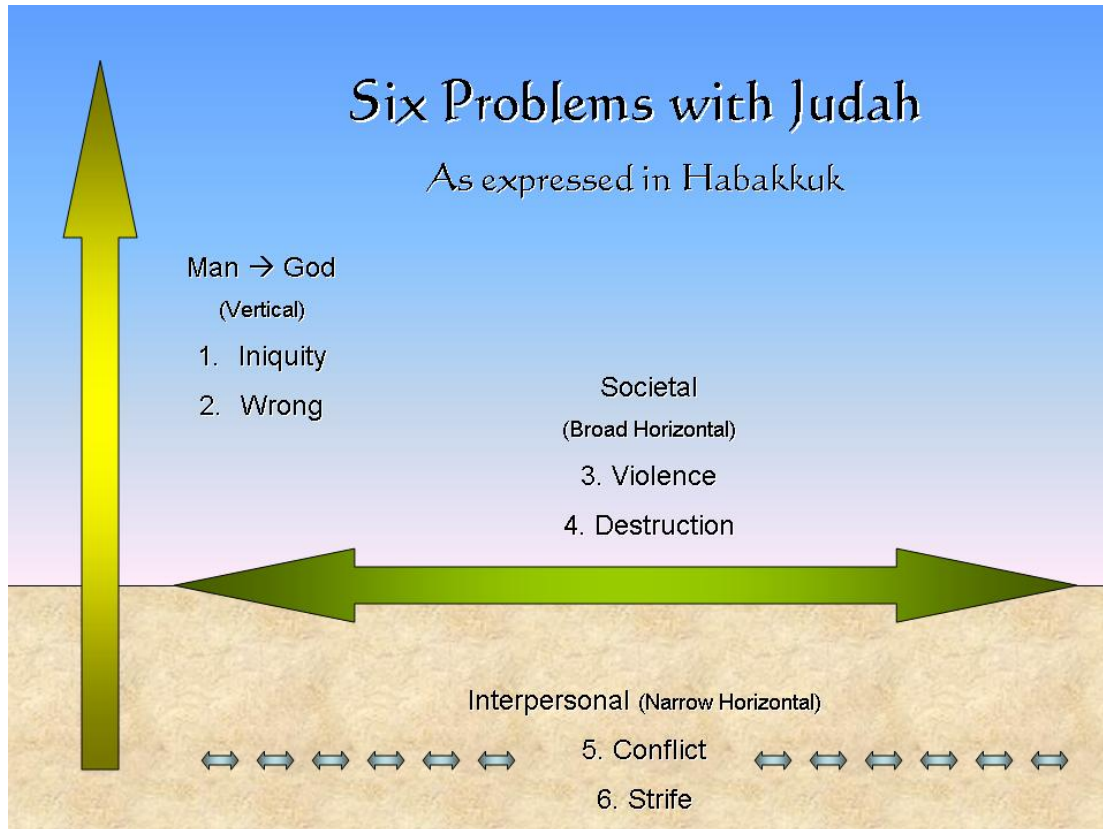 Six Problems with Judah
As expressed in Habakkuk
Man → God
(Vertical)
1. Iniquity
2. Wrong
Societal
(Broad Horizontal)
3. Violence
4. Destruction
Interpersonal (Narrow Horizontal)
5. Conflict
6. Strife